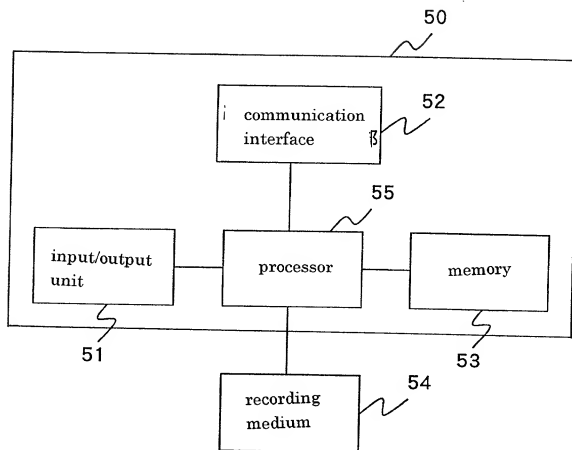 50
communication
interface
52
55
input/output
unit
processor
memory
51
53
recording
medium
54